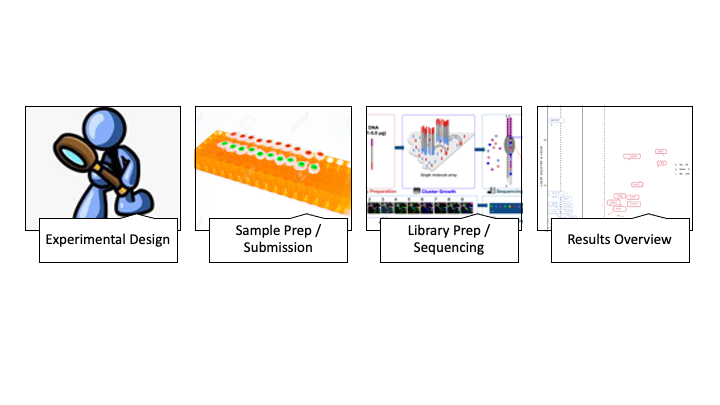 DNA
Single molecule array
Preparation
Cluster Growth
Sequencing
Experimental Design
Sample Prep /
Submission
Library Prep /
Sequencing
Results Overview